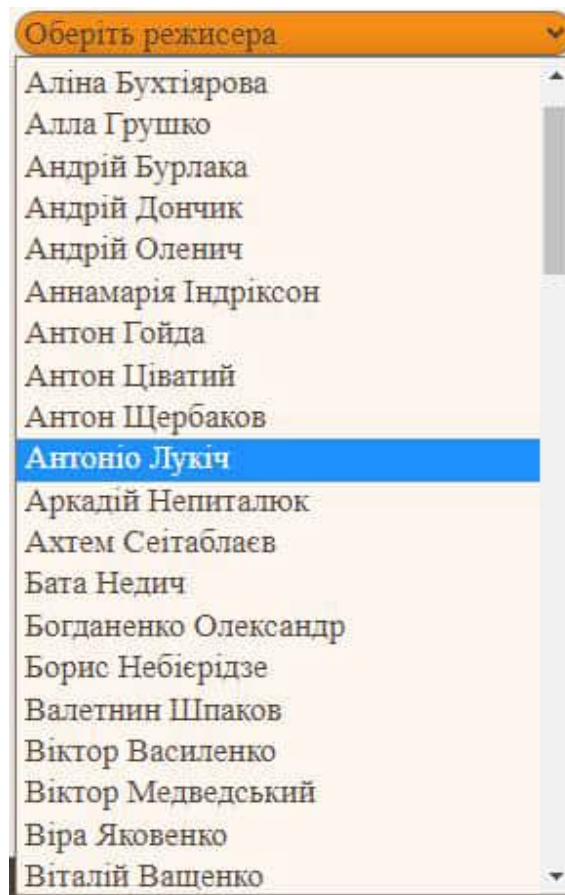 Оберіть режисера
Аліна Бухтіярова
Алла Грушко
Андрій Бурлака
Андрій Дончик
Андрій Оленич
Аннамарія Індріксон
Антон Гойда
Антон Ціватий
Антон Щербаков
Антоніо Лукіч
Аркадій Непиталюк
Ахтем Сеітаблаєв
Бата Недич
Богданенко Олександр
Борис Небієрідзе
Валетнин Шпаков
Віктор Василенко
Віктор Медведський
Віра Яковенко
Віталій Ващенко